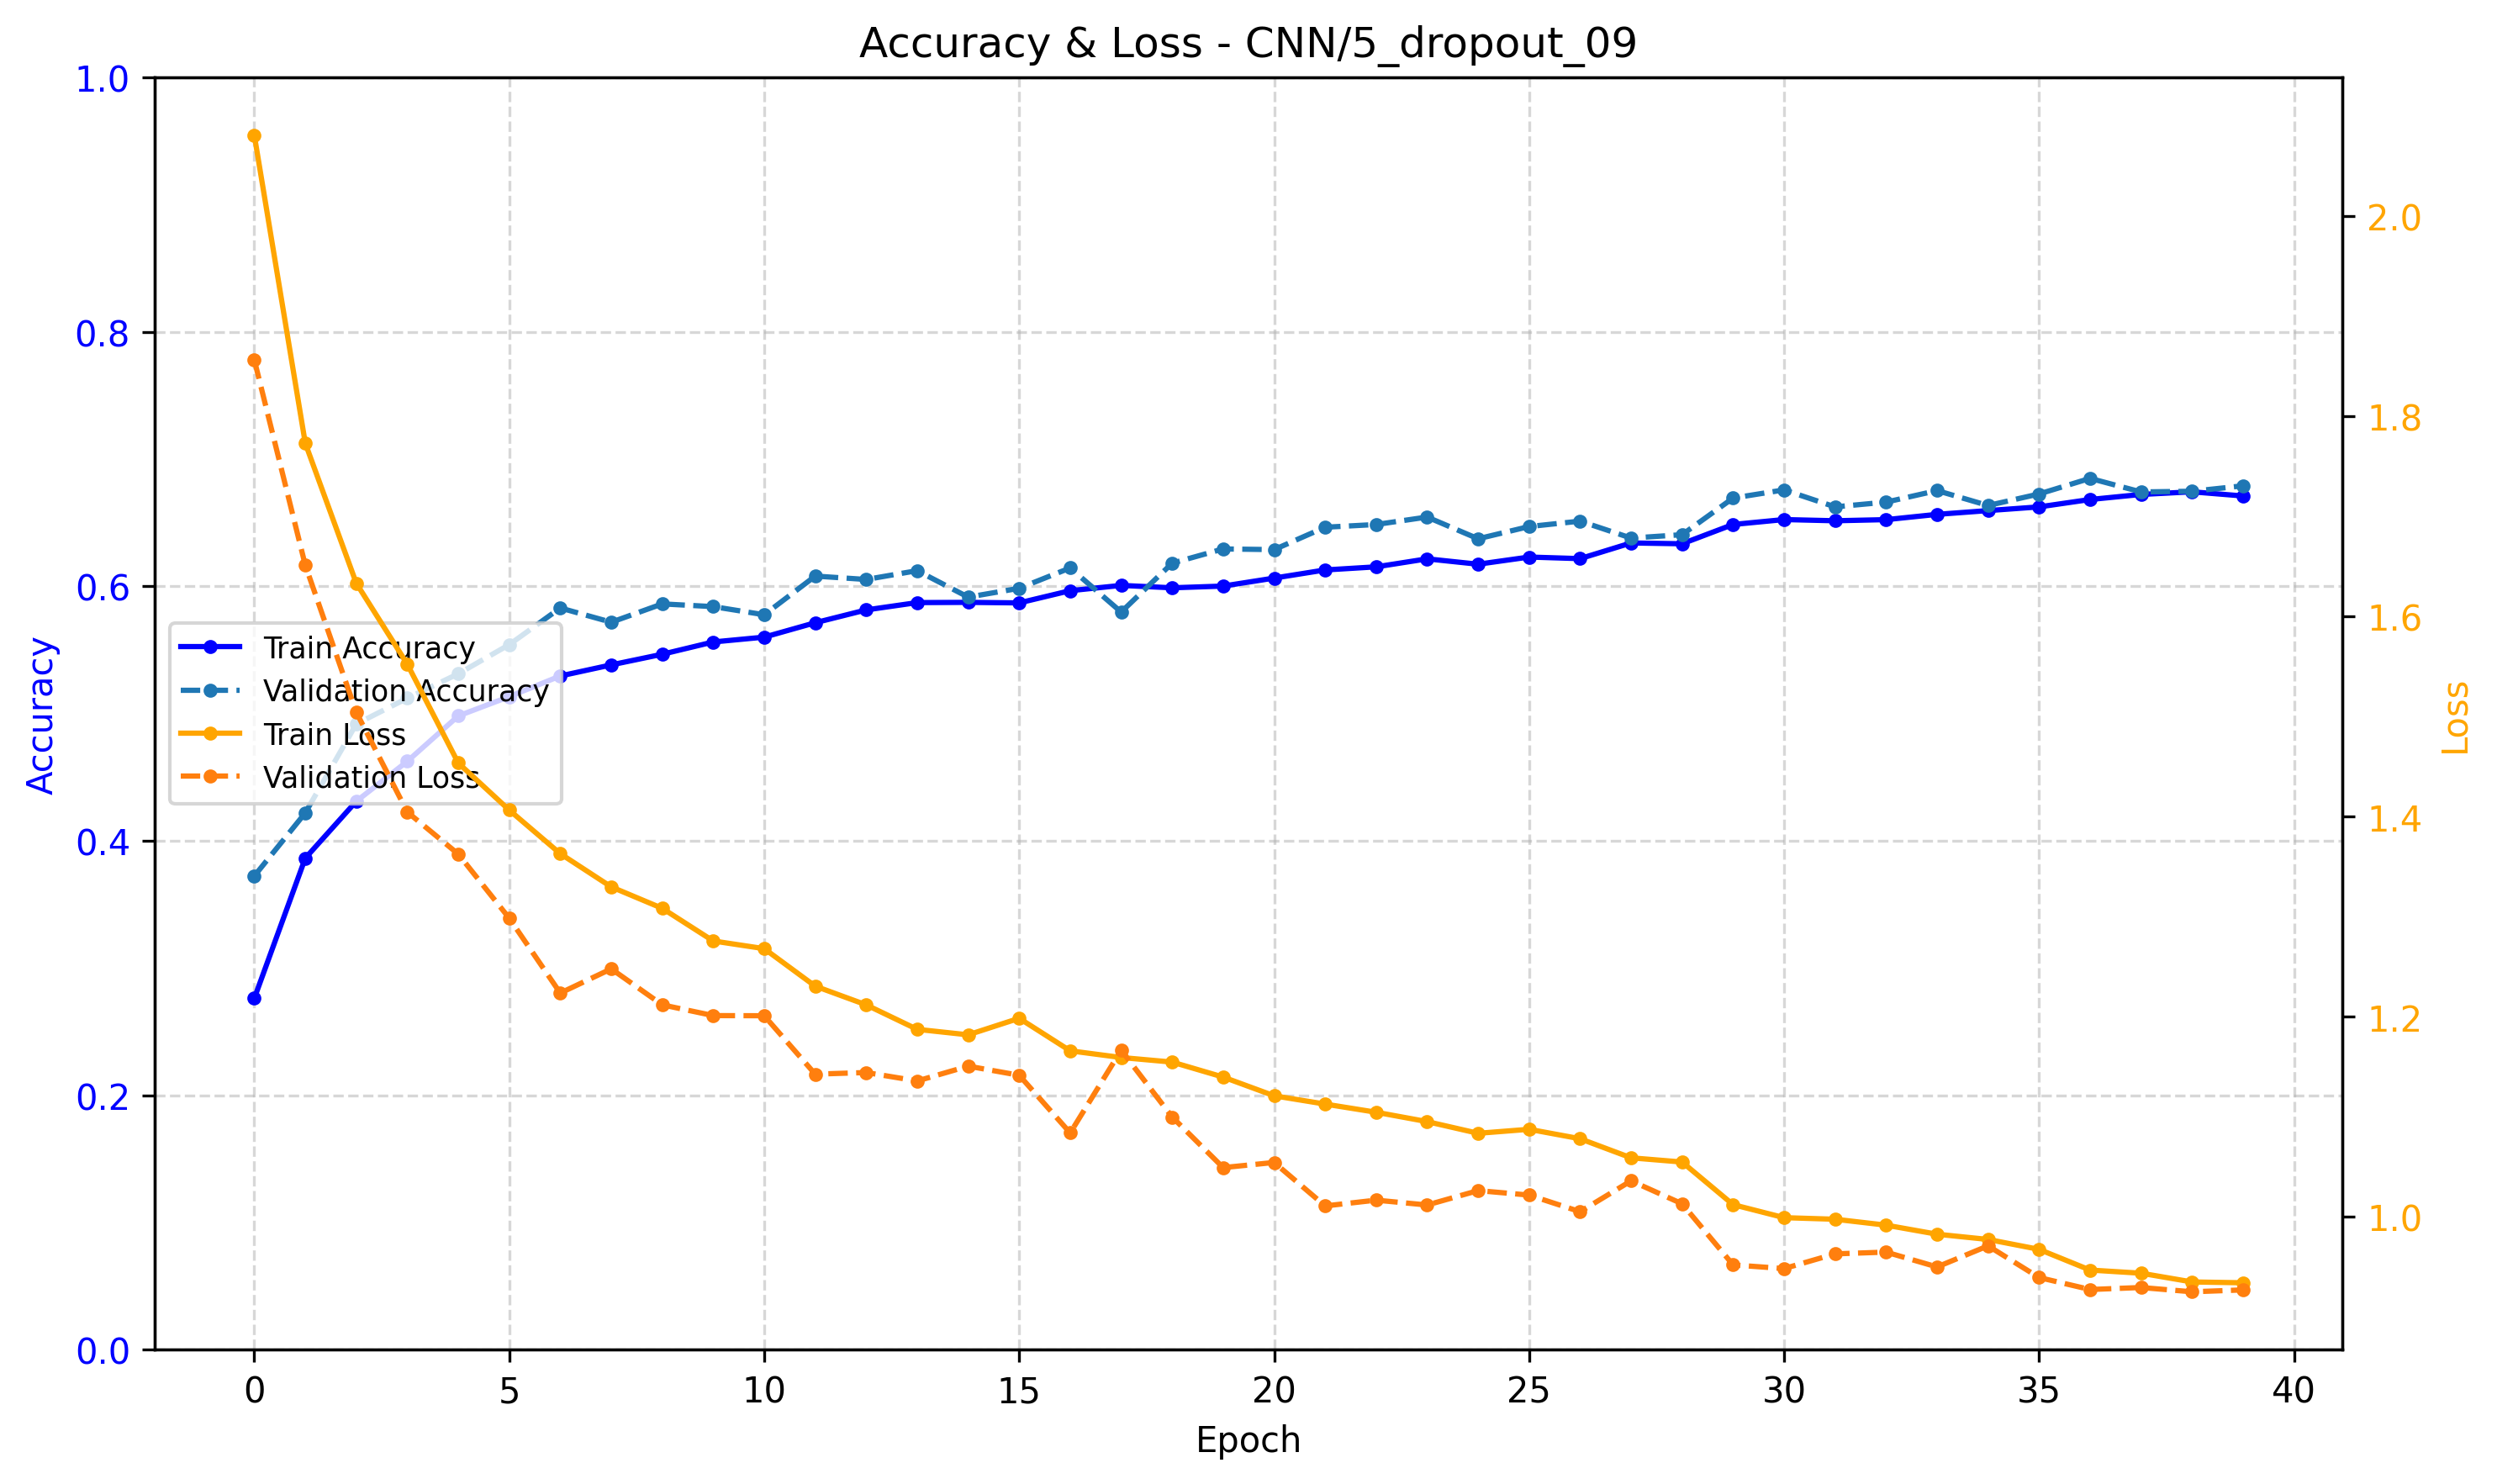 Accuracy & Loss - CNN/5_dropout_09
1.0
0.8
0.6
0.4
0.2
0.0
Accuracy
Train Accuracy
Validation Accuracy
Train Loss
Validation Loss
2.0
1.8
1.6
1.4
1.2
1.0
Loss
0 5 10 15 20 25 30 35 40
Epoch